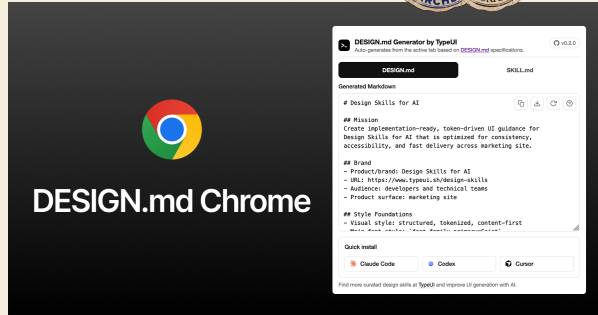 DESIGN.md Chrome
DESIGN.md Generator by TypeUI
Auto-generates from the active tab based on DESIGN.md specifications.
v0.2.0
DESIGN.md
SKILL.md
Generated Markdown
# Design Skills for AI
## Mission
Create implementation-ready, token-driven UI guidance for
Design Skills for AI that is optimized for consistency,
accessibility, and fast delivery across marketing site.
## Brand
- Product/brand: Design Skills for AI
- URL: https://www.typeui.sh/design-skills
- Audience: developers and technical teams
- Product surface: marketing site
## Style Foundations
- Visual style: structured, tokenized, content-first
Quick install
Claude Code
Codex
Cursor
Find more curated design skills at TypeUI and improve UI generation with AI.